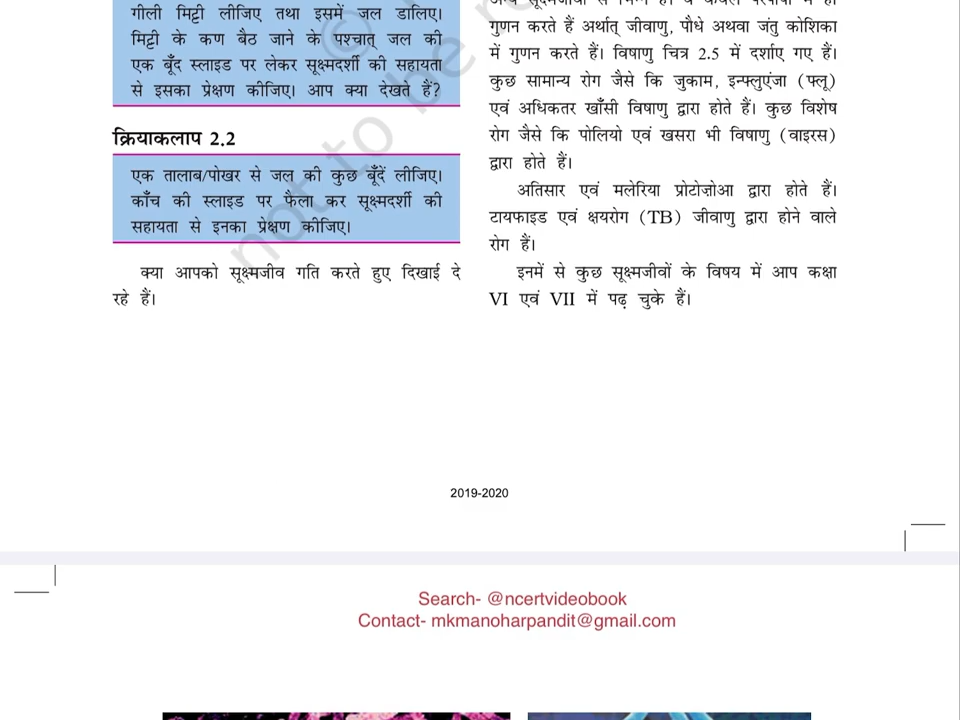 गीली मिट्टी लीजिए तथा इसमें जल डालिए।
मिट्टी के कण बैठ जाने के पश्चात् जल की
एक बूँद स्लाइड पर लेकर सूक्ष्मदर्शी की सहायता
से इसका प्रेक्षण कीजिए। आप क्या देखते हैं?
क्रियाकलाप 2.2
एक तालाब/पोखर से जल की कुछ बूँदें लीजिए।
काँच की स्लाइड पर फैला कर सूक्ष्मदर्शी की
सहायता से इनका प्रेक्षण कीजिए।
क्या आपको सूक्ष्मजीव गति करते हुए दिखाई दे
रहे हैं।
गुणन करते हैं अर्थात् जीवाणु, पौधे अथवा जंतु कोशिका
में गुणन करते हैं। विषाणु चित्र 2.5 में दर्शाए गए हैं।
कुछ सामान्य रोग जैसे कि जुकाम, इन्फ्लुएंजा (फ्लू)
एवं अधिकतर खाँसी विषाणु द्वारा होते हैं। कुछ विशेष
रोग जैसे कि पोलियो एवं खसरा भी विषाणु (वाइरस)
द्वारा होते हैं।
अतिसार एवं मलेरिया प्रोटोज़ोआ द्वारा होते हैं।
टायफाइड एवं क्षयरोग (TB) जीवाणु द्वारा होने वाले
रोग हैं।
इनमें से कुछ सूक्ष्मजीवों के विषय में आप कक्षा
VI एवं VII में पढ़ चुके हैं।
not to be
2019-2020
Search- @ncertvideobook
Contact- mkmanoharpandit@gmail.com